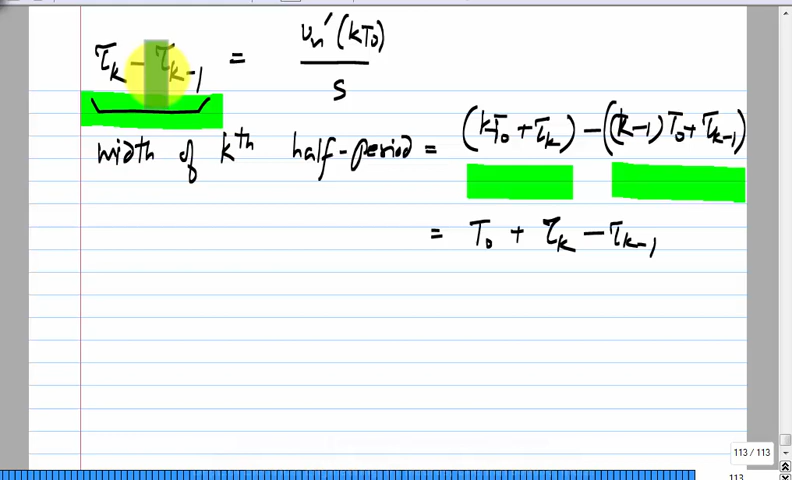 τₖ − τₖ₋₁ = vₙ′(kT₀) / S
width of kᵗʰ half-period = (kT₀ + τₖ) − ((k−1)T₀ + τₖ₋₁)
= T₀ + τₖ − τₖ₋₁
113 / 113
113